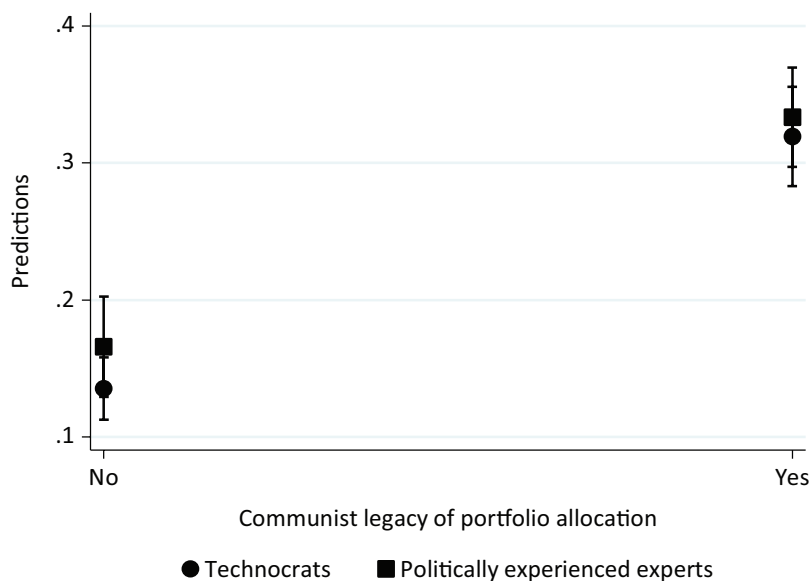 .4
.3
.2
.1
Predictions
No
Yes
Communist legacy of portfolio allocation
Technocrats
Politically experienced experts